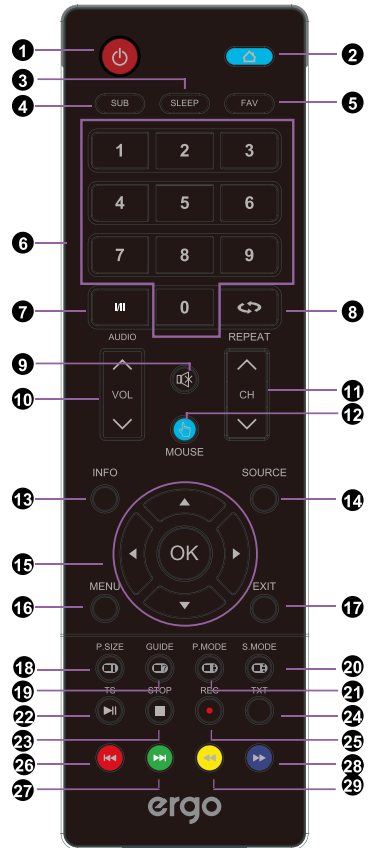 1 2
3
4 SUB SLEEP FAV 5
1 2 3
4 5 6
6
7 8 9
7 I/II 0 8
AUDIO REPEAT
9
10 VOL CH 11
12
MOUSE
INFO SOURCE
13 14
OK
15
MENU EXIT
16 17
P.SIZE GUIDE P.MODE S.MODE
18 20
19 21
TS STOP REC TXT
22 24
23 25
26 28
27 29
ergo